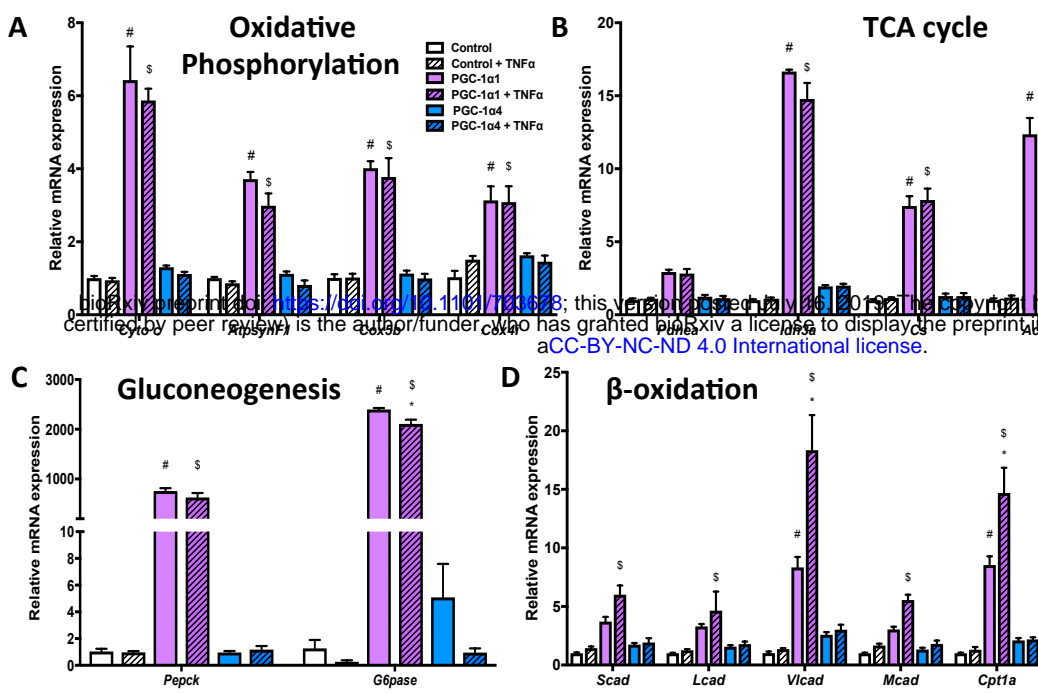 A
Oxidative
Phosphorylation
Relative mRNA expression
8
6
4
2
0
#
$
#
$
#
$
#
$
Control
Control + TNFα
PGC-1α1
PGC-1α1 + TNFα
PGC-1α4
PGC-1α4 + TNFα
Cyto c
AtpsynF1
Cox5b
Cox4i
B
TCA cycle
Relative mRNA expression
20
15
10
5
0
#
$
#
$
#
Idh3a
Cs
bioRxiv preprint doi: https://doi.org/10.1101/703678; this version posted July 16, 2019. The copyright h
certified by peer review) is the author/funder, who has granted bioRxiv a license to display the preprint i
aCC-BY-NC-ND 4.0 International license.
C
Gluconeogenesis
Relative mRNA expression
3000
2000
1000
10
8
6
4
2
0
#
$
#
$
*
Pepck
G6pase
D
β-oxidation
Relative mRNA expression
25
20
15
10
5
0
$
$
#
$
*
$
#
$
*
Scad
Lcad
Vlcad
Mcad
Cpt1a